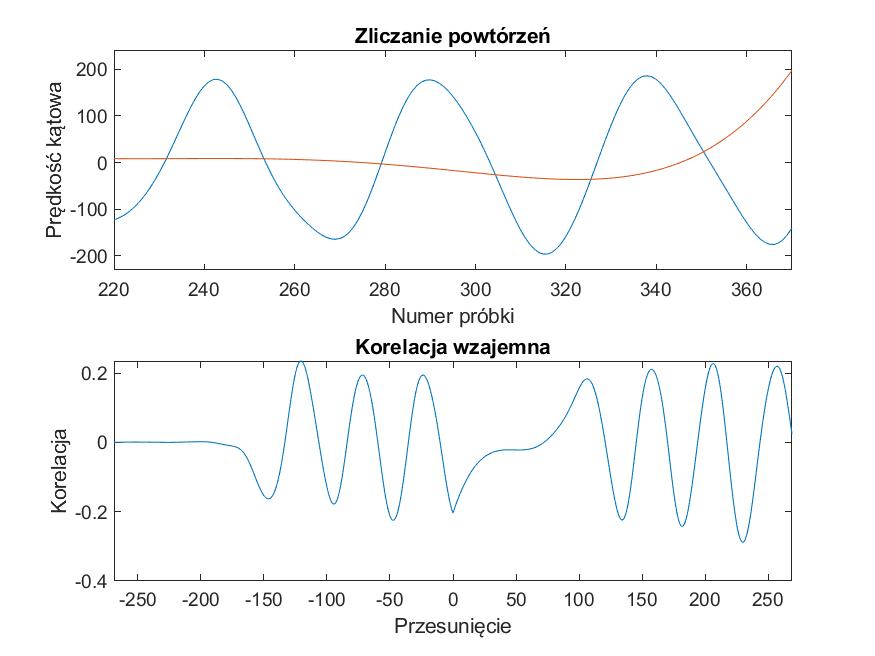 Zliczanie powtórzeń
Prędkość kątowa
200
100
0
-100
-200
220 240 260 280 300 320 340 360
Numer próbki
Korelacja wzajemna
Korelacja
0.2
0
-0.2
-0.4
-250 -200 -150 -100 -50 0 50 100 150 200 250
Przesunięcie